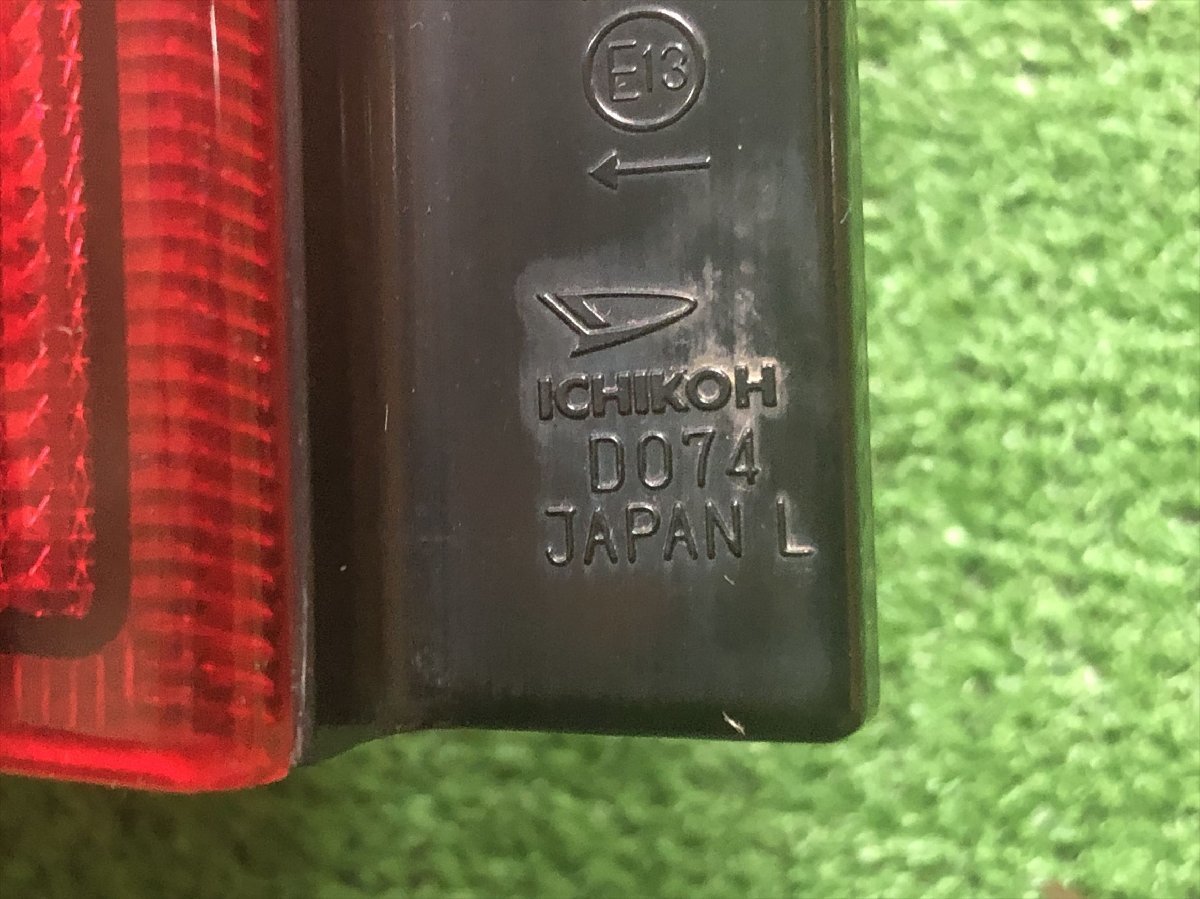 E13
ICHIKOH
D074
JAPAN L